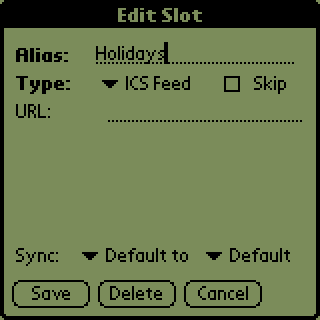 Edit Slot
Alias: Holidays
Type: ICS Feed Skip
URL:
Sync: Default to Default
Save Delete Cancel